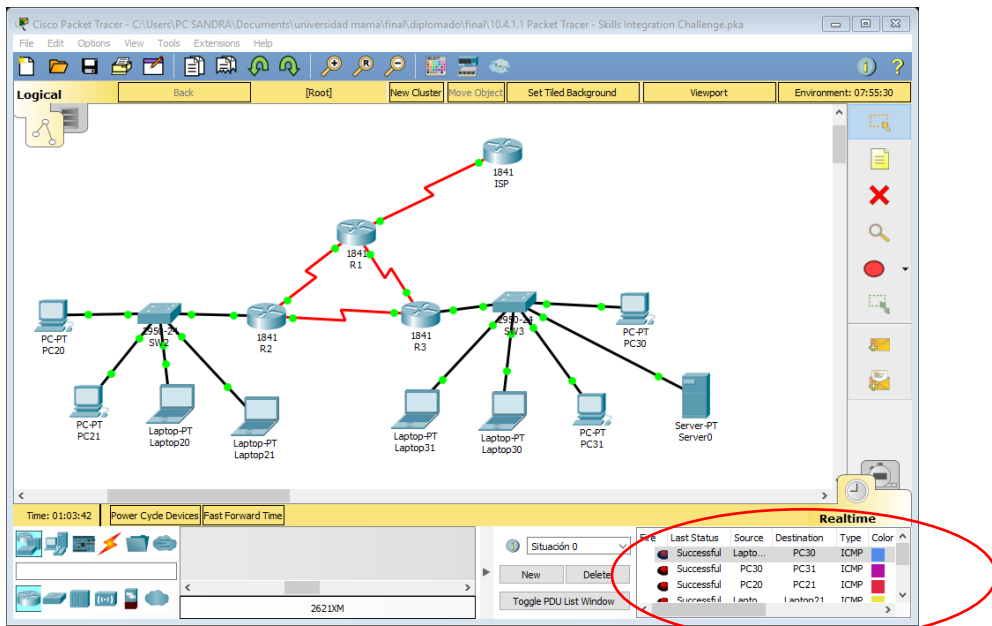 Cisco Packet Tracer - C:\Users\PC SANDRA\Documents\universidad mama\final\diplomado\final\10.4.1.1 Packet Tracer - Skills Integration Challenge.pka
File Edit Options View Tools Extensions Help
Logical Back [Root] New Cluster Move Object Set Tiled Background Viewport Environment: 07:55:30
1841
ISP
1841
R1
PC-PT
PC20
2950-24
SW2
1841
R2
1841
R3
2950-24
SW3
PC-PT
PC30
PC-PT
PC21
Laptop-PT
Laptop20
Laptop-PT
Laptop21
Laptop-PT
Laptop31
Laptop-PT
Laptop30
PC-PT
PC31
Server-PT
Server0
Time: 01:03:42 Power Cycle Devices Fast Forward Time Realtime
Situación 0
New Delete
Toggle PDU List Window
2621XM
Fire Last Status Source Destination Type Color
Successful Lapto... PC30 ICMP
Successful PC30 PC31 ICMP
Successful PC20 PC21 ICMP
Successful Lapto... Laptop21 ICMP